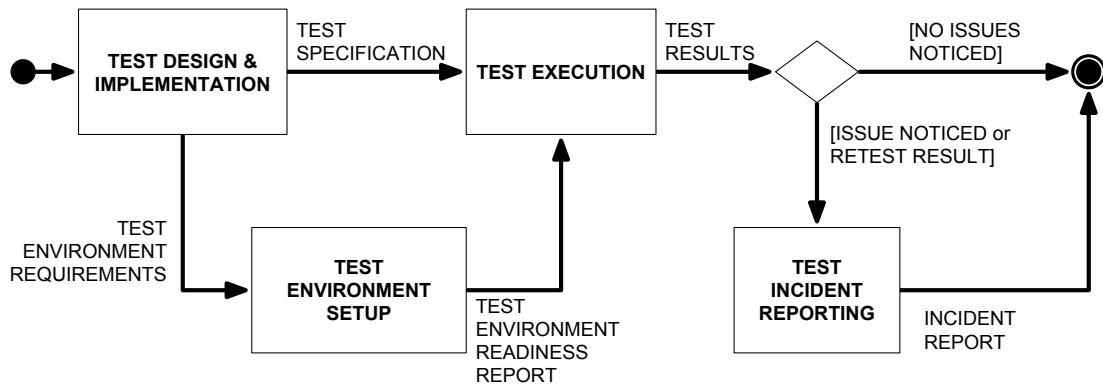 TEST DESIGN &
IMPLEMENTATION
TEST
SPECIFICATION
TEST EXECUTION
TEST
RESULTS
[NO ISSUES
NOTICED]
[ISSUE NOTICED or
RETEST RESULT]
TEST
ENVIRONMENT
REQUIREMENTS
TEST
ENVIRONMENT
SETUP
TEST
ENVIRONMENT
READINESS
REPORT
TEST
INCIDENT
REPORTING
INCIDENT
REPORT